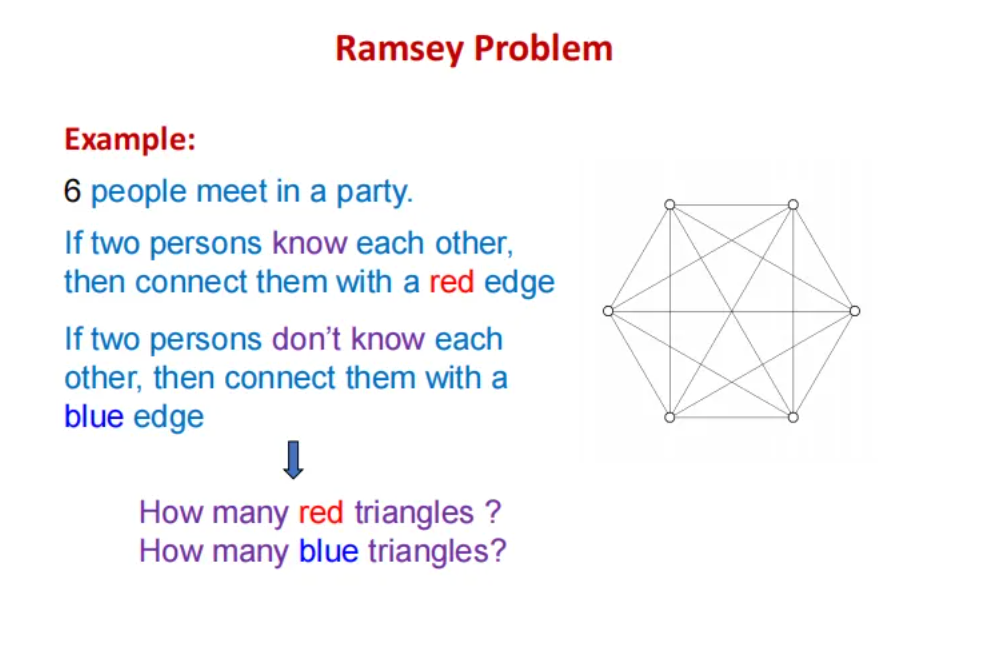 Ramsey Problem
Example:
6 people meet in a party.
If two persons know each other,
then connect them with a red edge
If two persons don’t know each
other, then connect them with a
blue edge
How many red triangles ?
How many blue triangles?